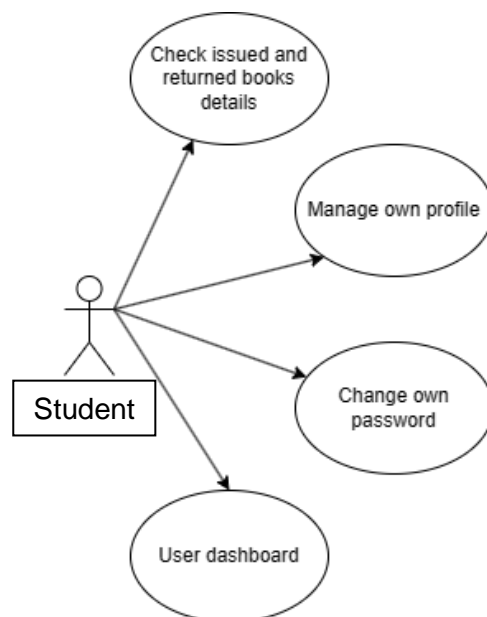 Check issued and
returned books
details
Manage own profile
Student
Change own
password
User dashboard